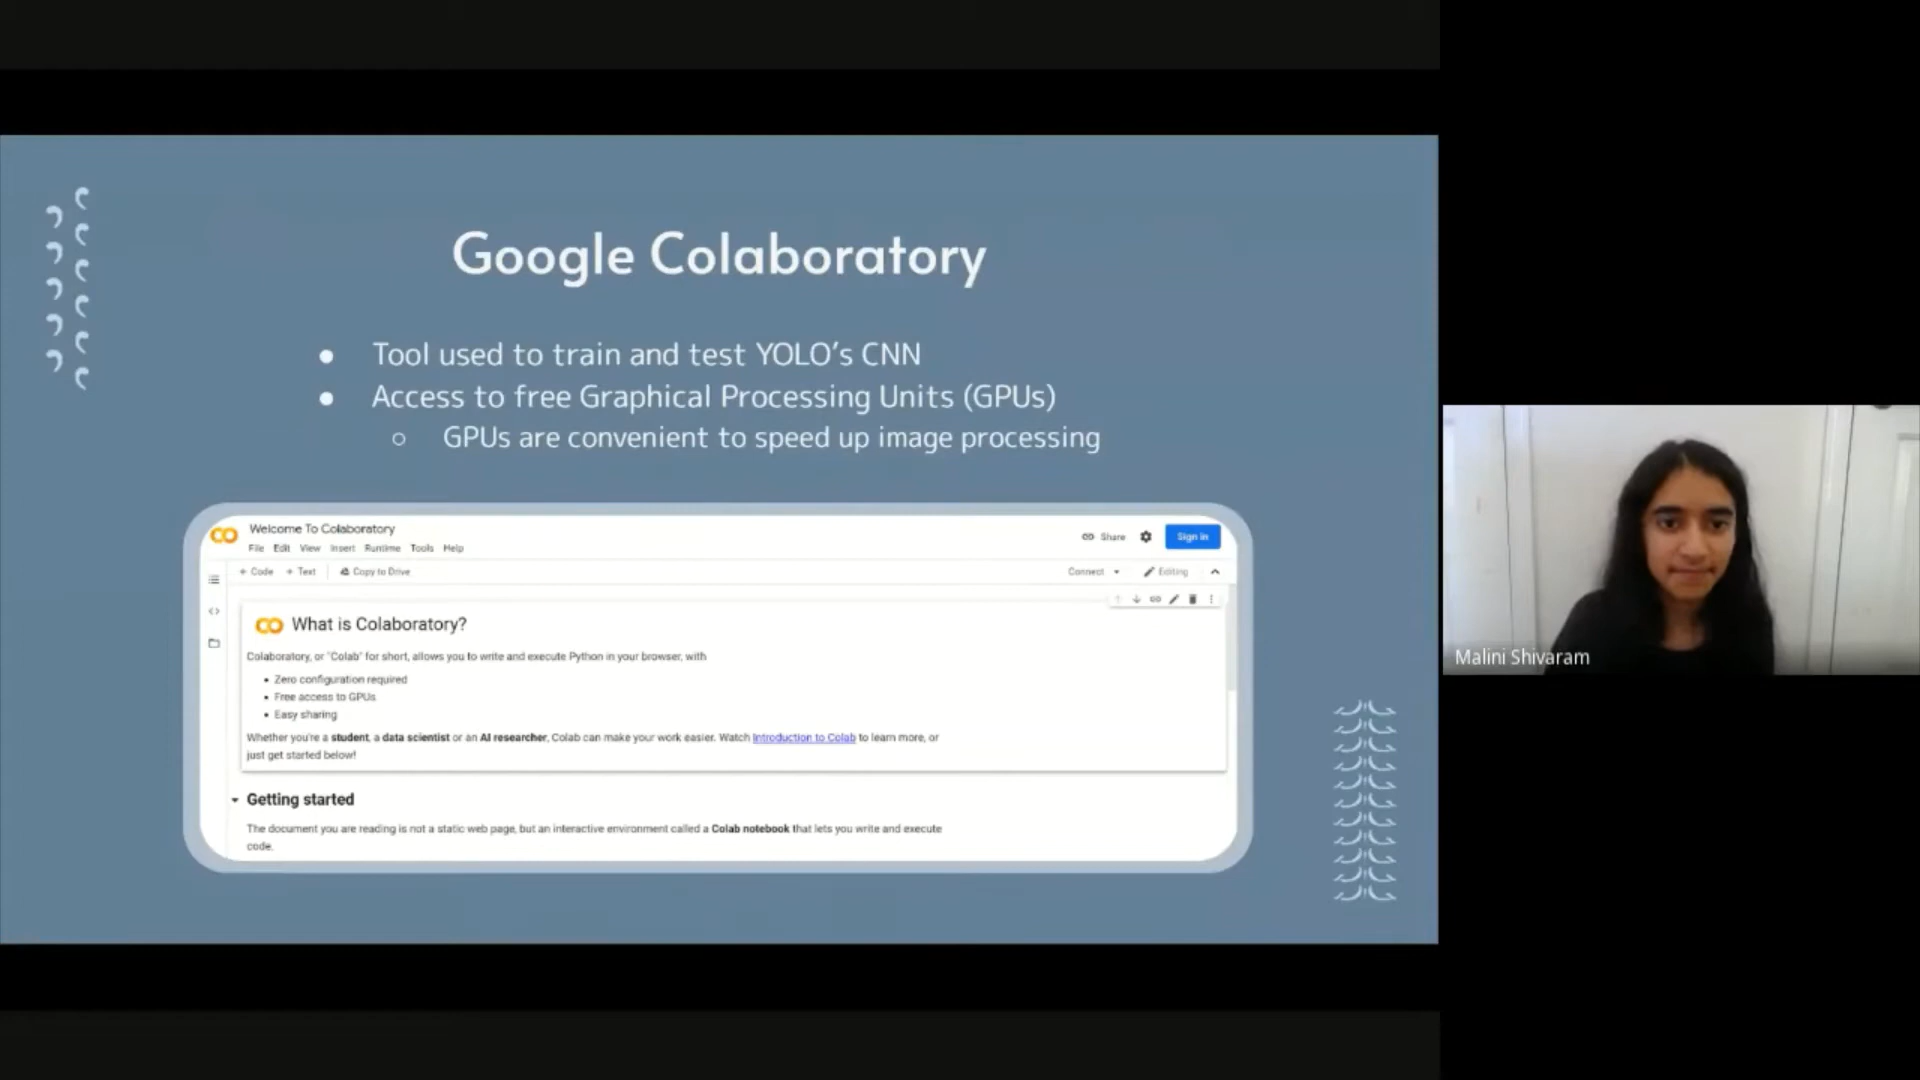 Google Colaboratory
● Tool used to train and test YOLO’s CNN
● Access to free Graphical Processing Units (GPUs)
○ GPUs are convenient to speed up image processing
Welcome To Colaboratory
File Edit View Insert Runtime Tools Help
Share Sign in
+ Code + Text Copy to Drive
Connect Editing
What is Colaboratory?
Colaboratory, or "Colab" for short, allows you to write and execute Python in your browser, with
• Zero configuration required
• Free access to GPUs
• Easy sharing
Whether you're a student, a data scientist or an AI researcher, Colab can make your work easier. Watch Introduction to Colab to learn more, or
just get started below!
Getting started
The document you are reading is not a static web page, but an interactive environment called a Colab notebook that lets you write and execute
code.
Malini Shivaram